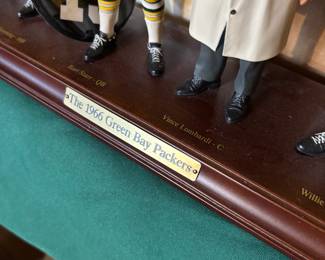 Bart Starr - QB
Vince Lombardi - C
Willie
The 1966 Green Bay Packers